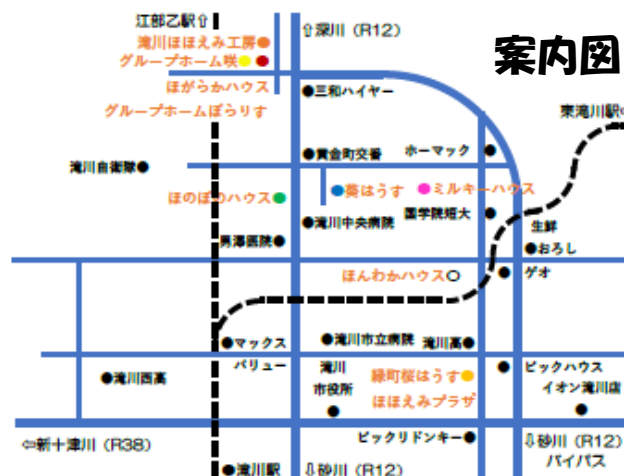 江部乙駅⇧
⇧深川（R12）
案内図
滝川ほほえみ工房
グループホーム咲
ほがらかハウス
三和ハイヤー
グループホームぽらりす
東滝川駅
黄金町交番
ホーマック
滝川自衛隊
ほのぼのハウス
葵はうす
ミルキーハウス
滝川中央病院
国学院短大
男澤医院
生鮮
おろし
ほんわかハウス
ゲオ
マックス
バリュー
滝川市立病院
滝川高
滝川西高
滝川
市役所
緑町桜はうす
ほほえみプラザ
ビックハウス
イオン滝川店
⇦新十津川（R38）
ビックリドンキー
⇩砂川（R12）
バイパス
滝川駅
⇩砂川（R12）